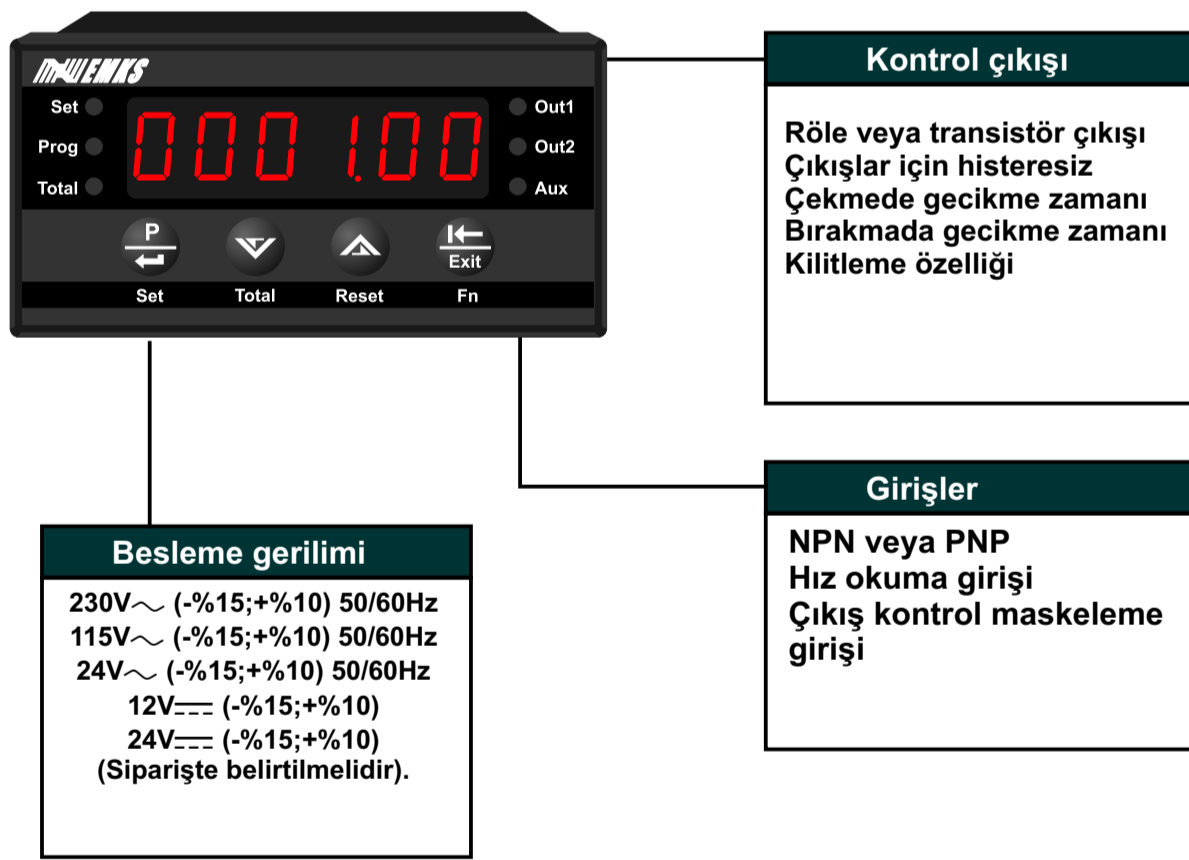 EMKS
Set
Prog
Total
0001.00
Out1
Out2
Aux
P
Exit
Set Total Reset Fn
Kontrol çıkışı
Röle veya transistör çıkışı
Çıkışlar için histeresiz
Çekmede gecikme zamanı
Bırakmada gecikme zamanı
Kilitleme özelliği
Girişler
NPN veya PNP
Hız okuma girişi
Çıkış kontrol maskeleme
girişi
Besleme gerilimi
230V~ (-%15;+%10) 50/60Hz
115V~ (-%15;+%10) 50/60Hz
24V~ (-%15;+%10) 50/60Hz
12V⎓ (-%15;+%10)
24V⎓ (-%15;+%10)
(Siparişte belirtilmelidir).